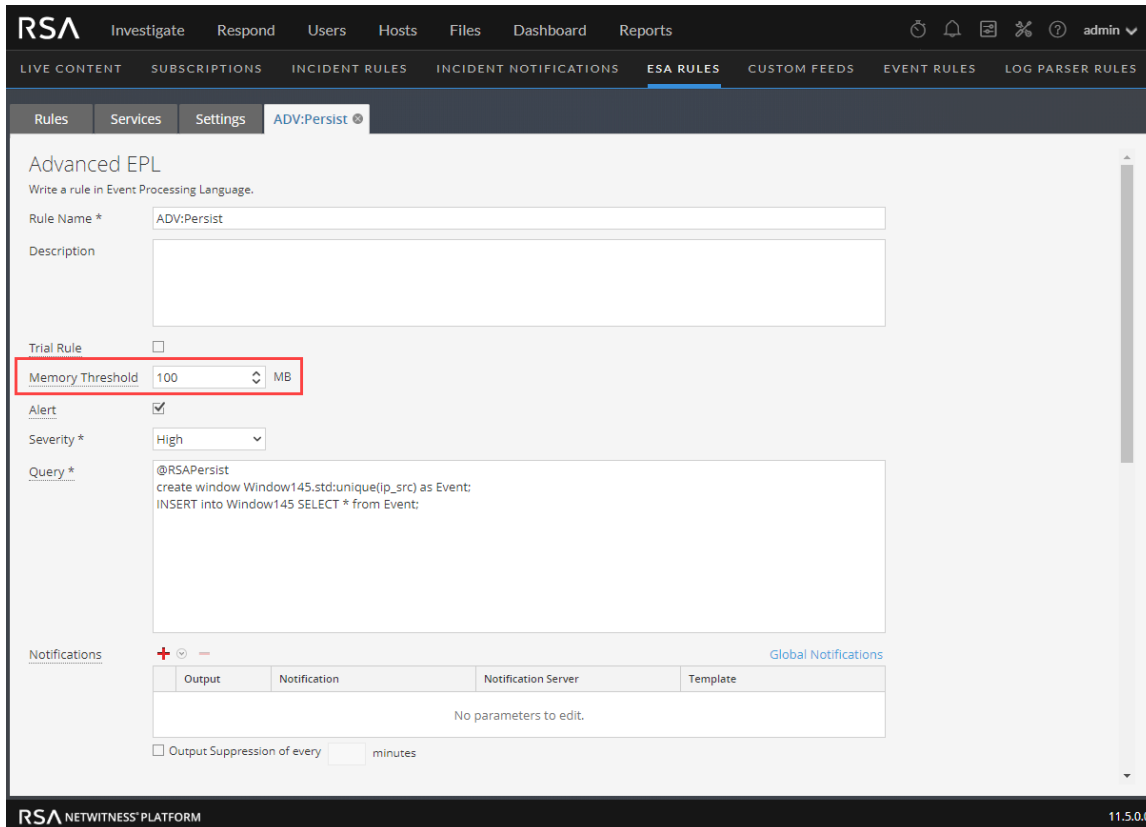 RSA Investigate Respond Users Hosts Files Dashboard Reports admin
LIVE CONTENT SUBSCRIPTIONS INCIDENT RULES INCIDENT NOTIFICATIONS ESA RULES CUSTOM FEEDS EVENT RULES LOG PARSER RULES
Rules Services Settings ADV:Persist
Advanced EPL
Write a rule in Event Processing Language.
Rule Name * ADV:Persist
Description
Trial Rule
Memory Threshold 100 MB
Alert
Severity * High
Query * @RSAPersist
create window Window145.std:unique(ip_src) as Event;
INSERT into Window145 SELECT * from Event;
Notifications Global Notifications
Output Notification Notification Server Template
No parameters to edit.
Output Suppression of every minutes
RSA NETWITNESS® PLATFORM 11.5.0.0